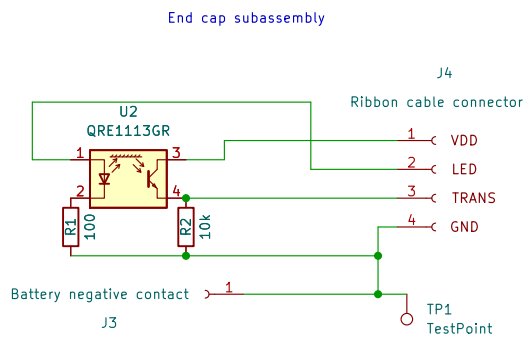 End cap subassembly
J4
Ribbon cable connector
U2
QRE1113GR
1 VDD
2 LED
3 TRANS
4 GND
1 3
2 4
R1 100
R2 10k
Battery negative contact 1
J3
TP1
TestPoint